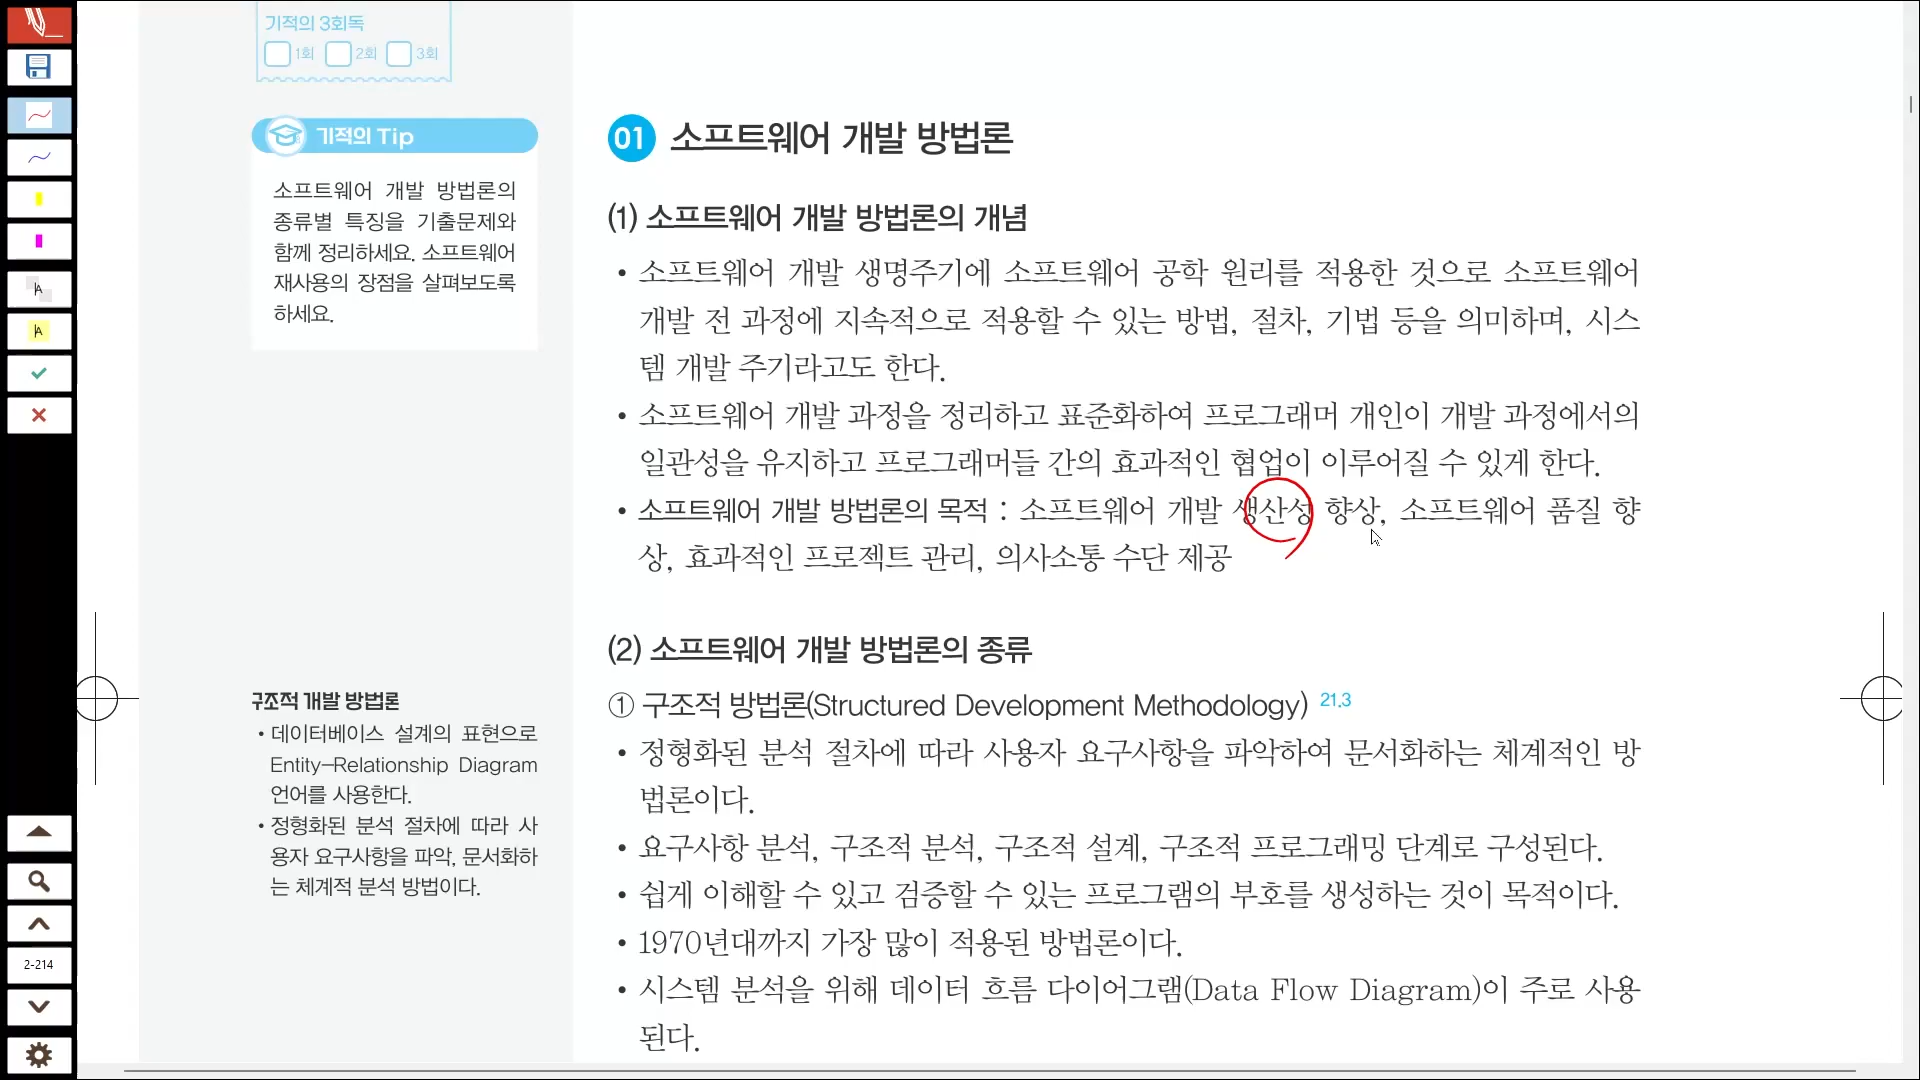 기적의 3회독
1회 2회 3회
기적의 Tip
소프트웨어 개발 방법론의
종류별 특징을 기출문제와
함께 정리하세요. 소프트웨어
재사용의 장점을 살펴보도록
하세요.
01 소프트웨어 개발 방법론
(1) 소프트웨어 개발 방법론의 개념
• 소프트웨어 개발 생명주기에 소프트웨어 공학 원리를 적용한 것으로 소프트웨어
개발 전 과정에 지속적으로 적용할 수 있는 방법, 절차, 기법 등을 의미하며, 시스
템 개발 주기라고도 한다.
• 소프트웨어 개발 과정을 정리하고 표준화하여 프로그래머 개인이 개발 과정에서의
일관성을 유지하고 프로그래머들 간의 효과적인 협업이 이루어질 수 있게 한다.
• 소프트웨어 개발 방법론의 목적 : 소프트웨어 개발 생산성 향상, 소프트웨어 품질 향
상, 효과적인 프로젝트 관리, 의사소통 수단 제공
(2) 소프트웨어 개발 방법론의 종류
① 구조적 방법론(Structured Development Methodology) 21.3
• 정형화된 분석 절차에 따라 사용자 요구사항을 파악하여 문서화하는 체계적인 방
법론이다.
• 요구사항 분석, 구조적 분석, 구조적 설계, 구조적 프로그래밍 단계로 구성된다.
• 쉽게 이해할 수 있고 검증할 수 있는 프로그램의 부호를 생성하는 것이 목적이다.
• 1970년대까지 가장 많이 적용된 방법론이다.
• 시스템 분석을 위해 데이터 흐름 다이어그램(Data Flow Diagram)이 주로 사용
된다.
구조적 개발 방법론
• 데이터베이스 설계의 표현으로
Entity–Relationship Diagram
언어를 사용한다.
• 정형화된 분석 절차에 따라 사
용자 요구사항을 파악, 문서화하
는 체계적 분석 방법이다.
A
A
2-214